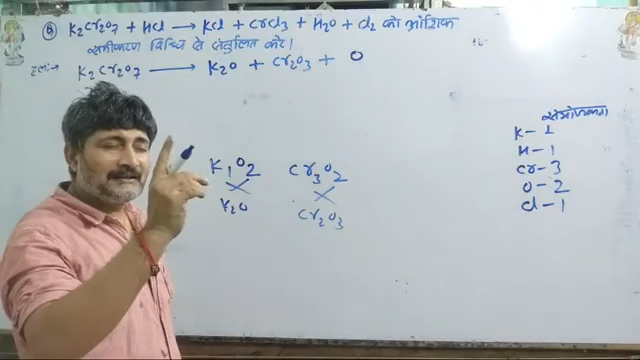 (B) K₂Cr₂O₇ + HCl ⟶ KCl + CrCl₃ + H₂O + Cl₂ को आंशिक
समीकरण विधि से संतुलित करें।
हल:→ K₂Cr₂O₇ ⟶ K₂O + Cr₂O₃ + O
संयोजकता
K - 1
H - 1
Cr - 3
O - 2
Cl - 1
K₁ O₂ Cr₃ O₂
K₂O Cr₂O₃